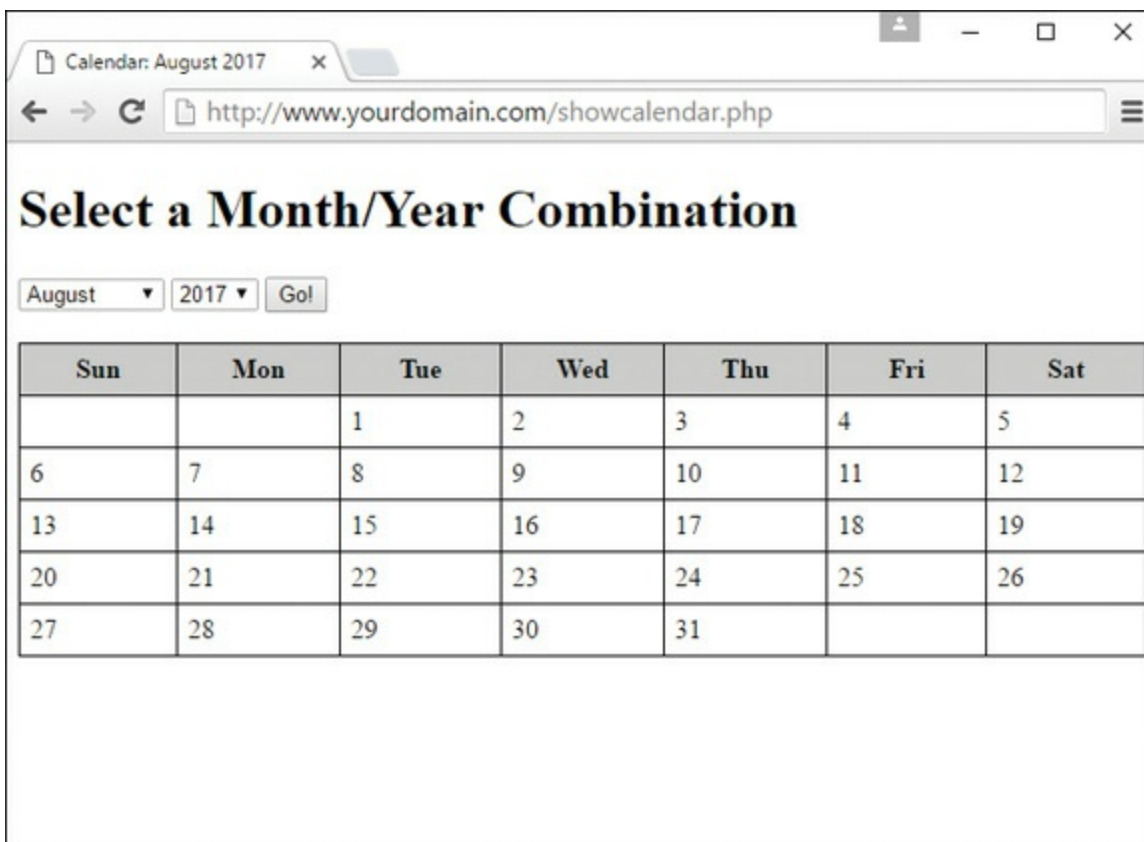 Calendar: August 2017
http://www.yourdomain.com/showcalendar.php
Select a Month/Year Combination
August 2017 Go!
Sun Mon Tue Wed Thu Fri Sat
1 2 3 4 5
6 7 8 9 10 11 12
13 14 15 16 17 18 19
20 21 22 23 24 25 26
27 28 29 30 31